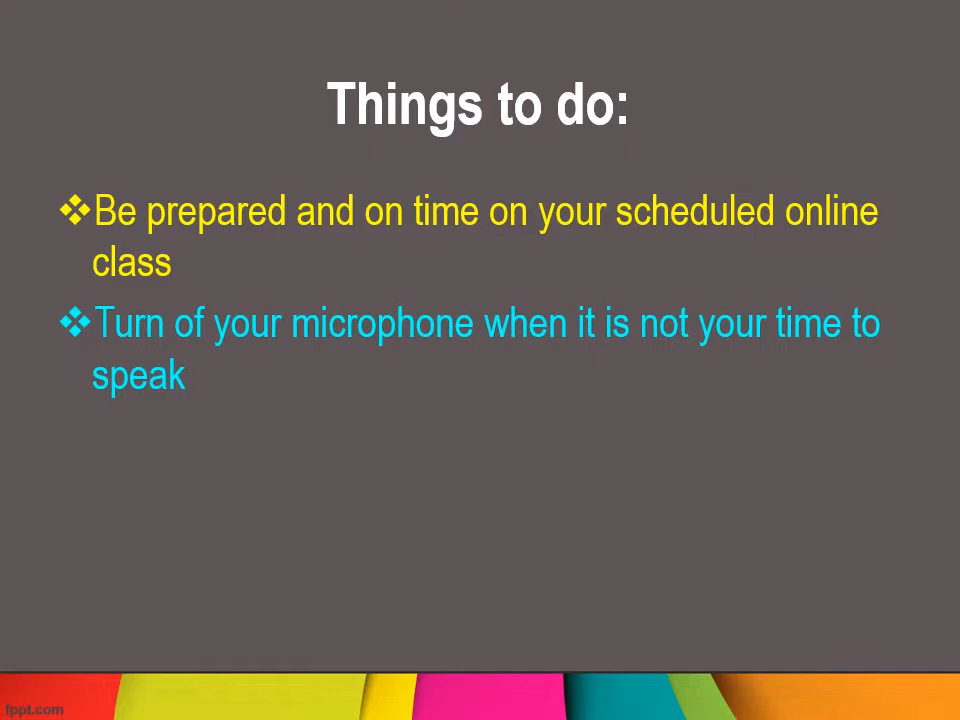 Things to do:
❖Be prepared and on time on your scheduled online
class
❖Turn of your microphone when it is not your time to
speak
fppt.com